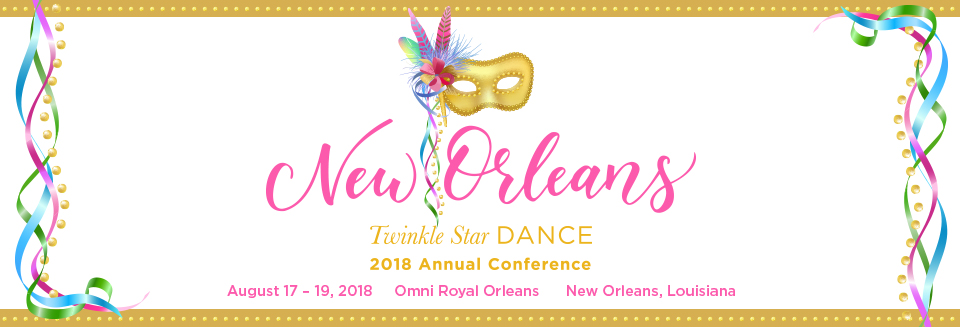 New Orleans
Twinkle Star DANCE
2018 Annual Conference
August 17 – 19, 2018 Omni Royal Orleans New Orleans, Louisiana